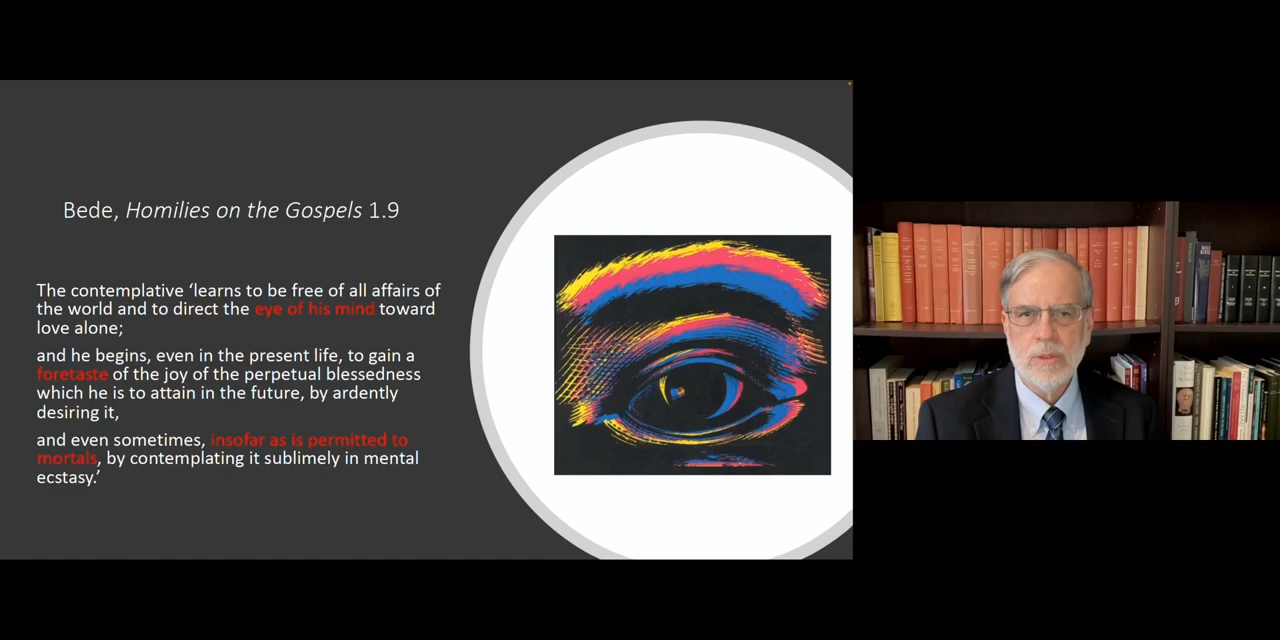 Bede, Homilies on the Gospels 1.9
The contemplative ‘learns to be free of all affairs of
the world and to direct the eye of his mind toward
love alone;
and he begins, even in the present life, to gain a
foretaste of the joy of the perpetual blessedness
which he is to attain in the future, by ardently
desiring it,
and even sometimes, insofar as is permitted to
mortals, by contemplating it sublimely in mental
ecstasy.’